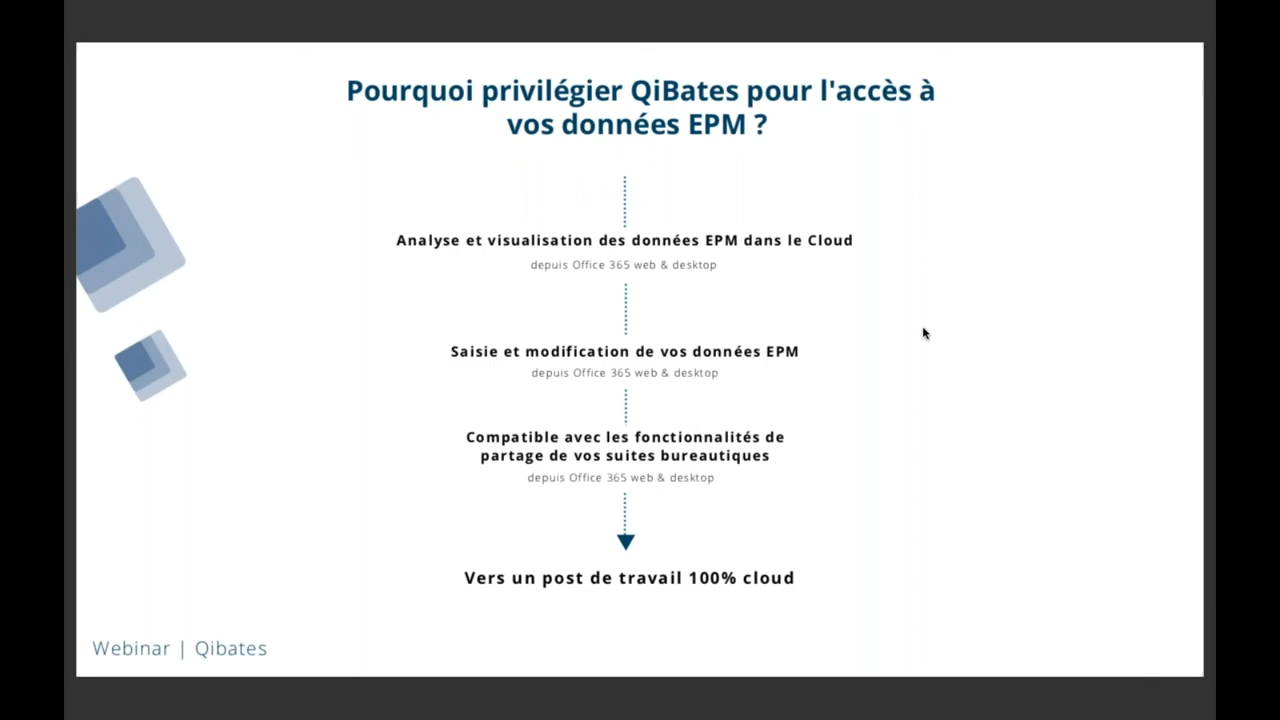 Pourquoi privilégier QiBates pour l'accès à
vos données EPM ?
Analyse et visualisation des données EPM dans le Cloud
depuis Office 365 web & desktop
Saisie et modification de vos données EPM
depuis Office 365 web & desktop
Compatible avec les fonctionnalités de
partage de vos suites bureautiques
depuis Office 365 web & desktop
Vers un post de travail 100% cloud
Webinar | Qibates